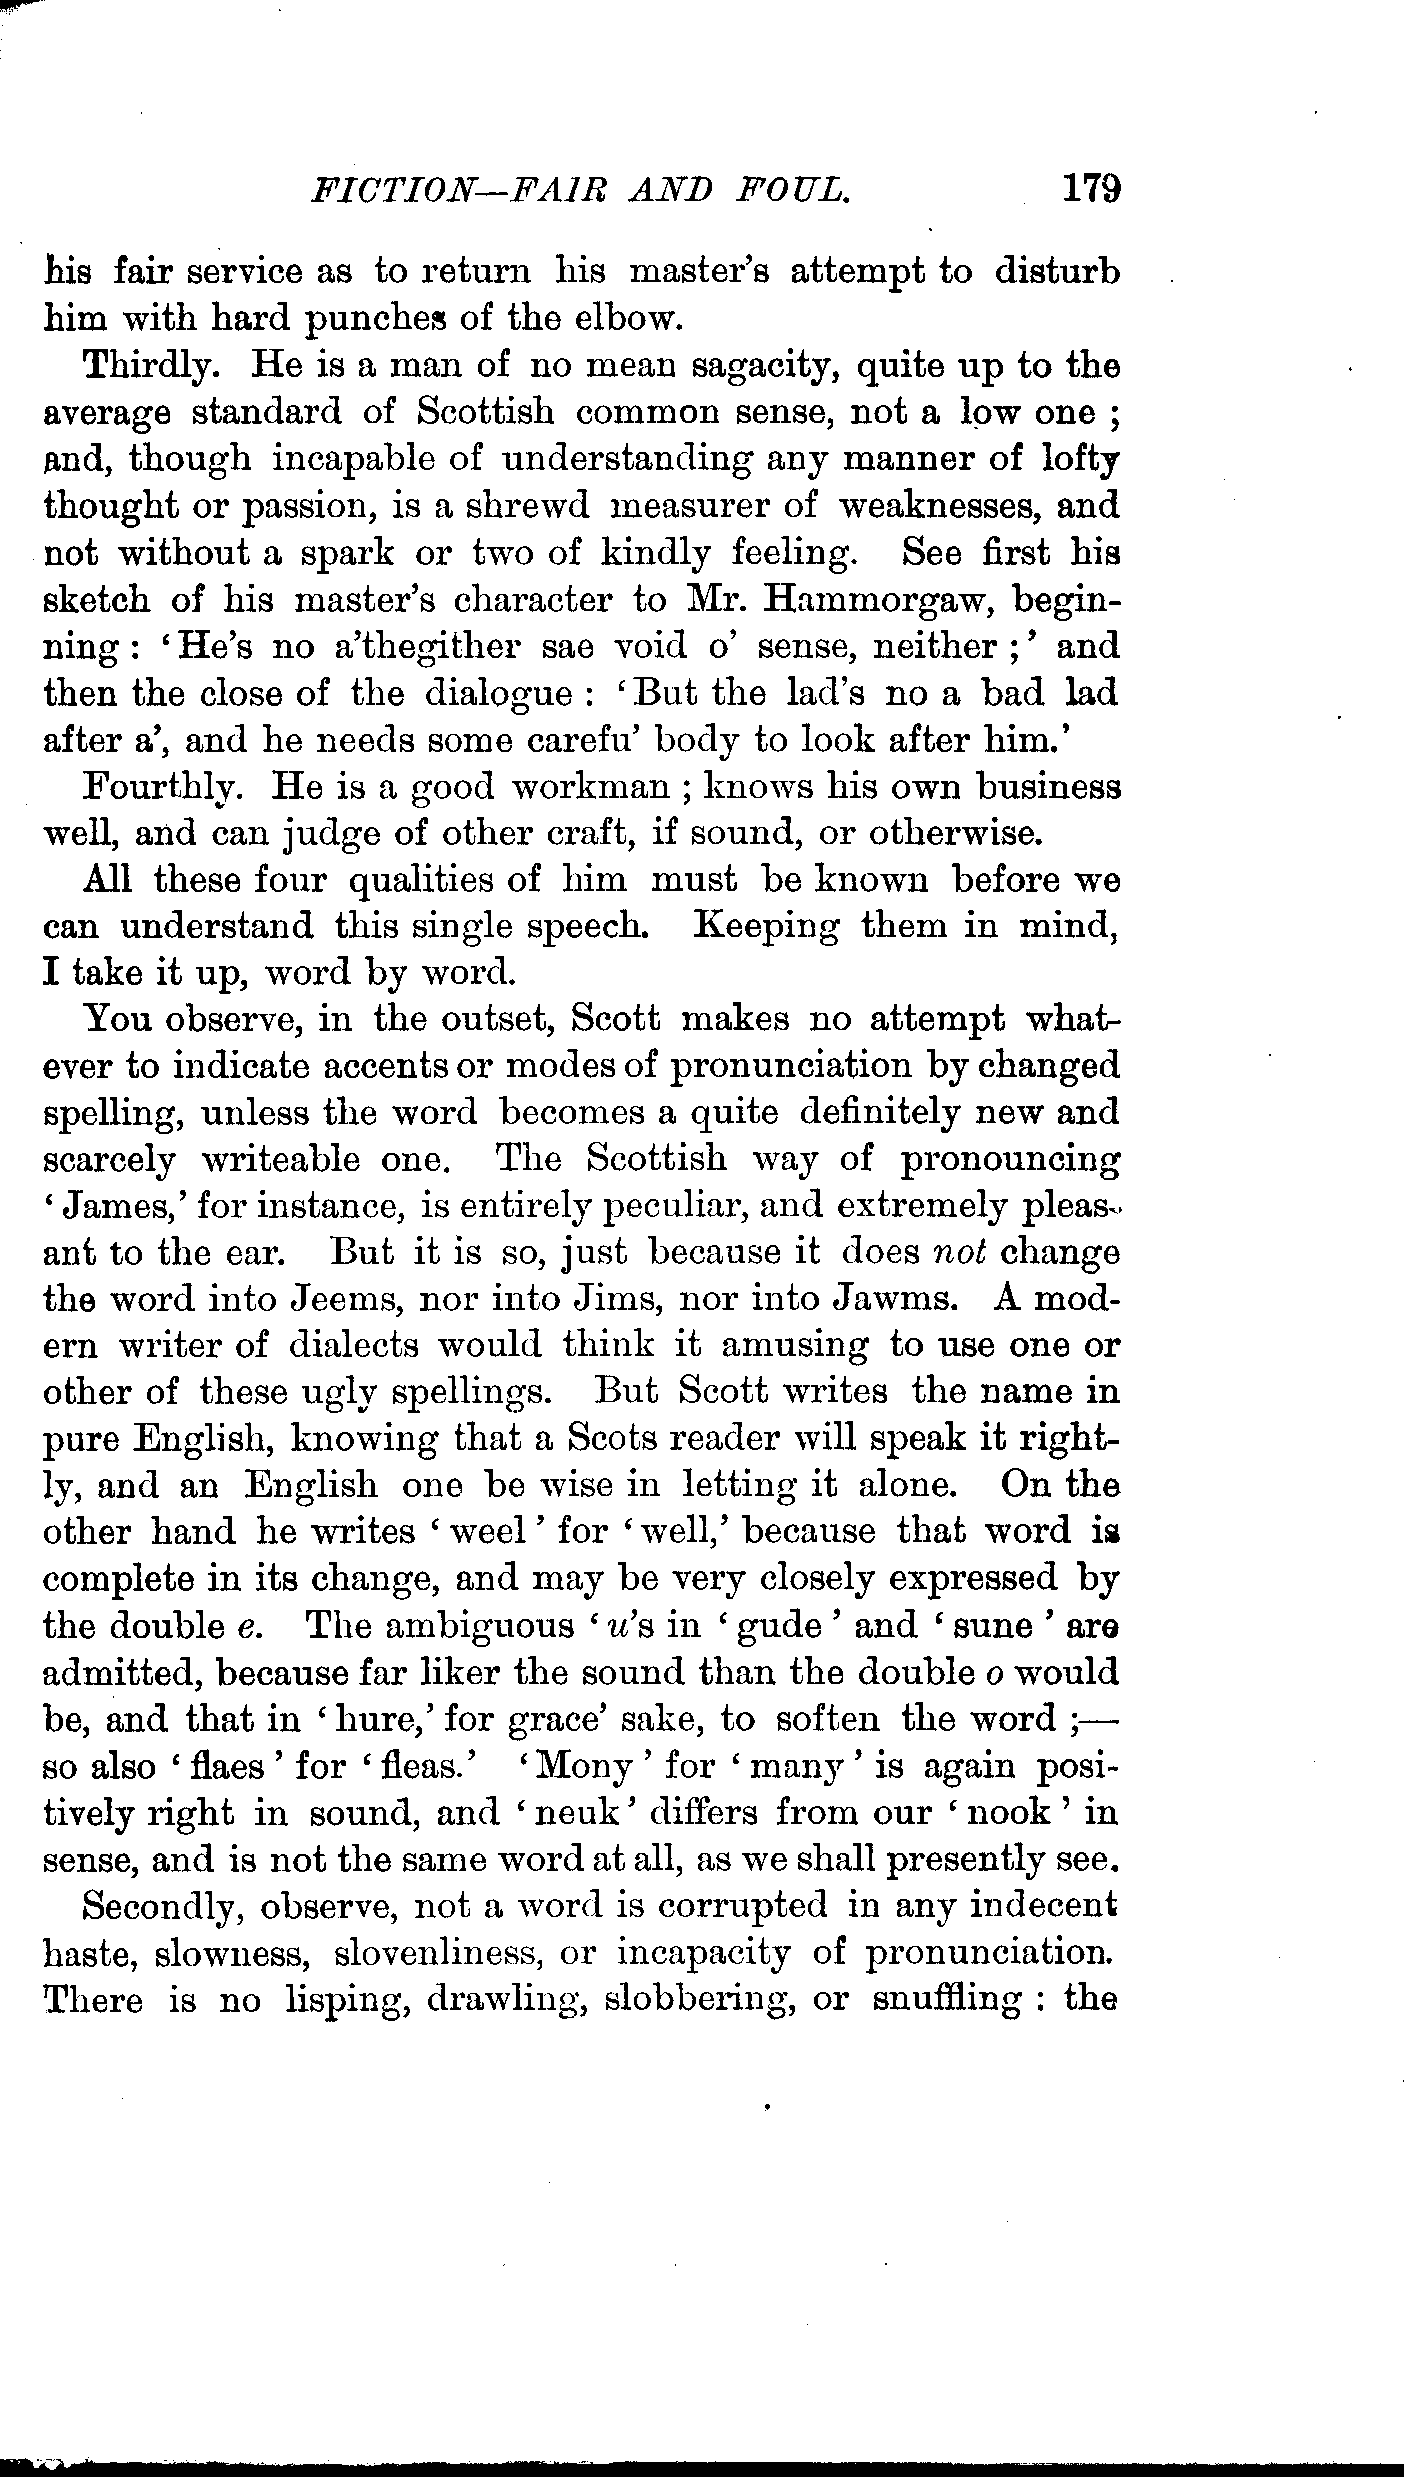 FICTION—FAIR AND FOUL. 179
his fair service as to return his master's attempt to disturb
him with hard punches of the elbow.
Thirdly. He is a man of no mean sagacity, quite up to the
average standard of Scottish common sense, not a low one ;
and, though incapable of understanding any manner of lofty
thought or passion, is a shrewd measurer of weaknesses, and
not without a spark or two of kindly feeling. See first his
sketch of his master's character to Mr. Hammorgaw, begin-
ning : ‘He's no a'thegither sae void o' sense, neither ;’ and
then the close of the dialogue : ‘But the lad's no a bad lad
after a', and he needs some carefu' body to look after him.’
Fourthly. He is a good workman ; knows his own business
well, and can judge of other craft, if sound, or otherwise.
All these four qualities of him must be known before we
can understand this single speech. Keeping them in mind,
I take it up, word by word.
You observe, in the outset, Scott makes no attempt what-
ever to indicate accents or modes of pronunciation by changed
spelling, unless the word becomes a quite definitely new and
scarcely writeable one. The Scottish way of pronouncing
‘James,’ for instance, is entirely peculiar, and extremely pleas-
ant to the ear. But it is so, just because it does not change
the word into Jeems, nor into Jims, nor into Jawms. A mod-
ern writer of dialects would think it amusing to use one or
other of these ugly spellings. But Scott writes the name in
pure English, knowing that a Scots reader will speak it right-
ly, and an English one be wise in letting it alone. On the
other hand he writes ‘weel’ for ‘well,’ because that word is
complete in its change, and may be very closely expressed by
the double e. The ambiguous ‘u's in ‘gude’ and ‘sune’ are
admitted, because far liker the sound than the double o would
be, and that in ‘hure,’ for grace' sake, to soften the word ;—
so also ‘flaes’ for ‘fleas.’ ‘Mony’ for ‘many’ is again posi-
tively right in sound, and ‘neuk’ differs from our ‘nook’ in
sense, and is not the same word at all, as we shall presently see.
Secondly, observe, not a word is corrupted in any indecent
haste, slowness, slovenliness, or incapacity of pronunciation.
There is no lisping, drawling, slobbering, or snuffling : the